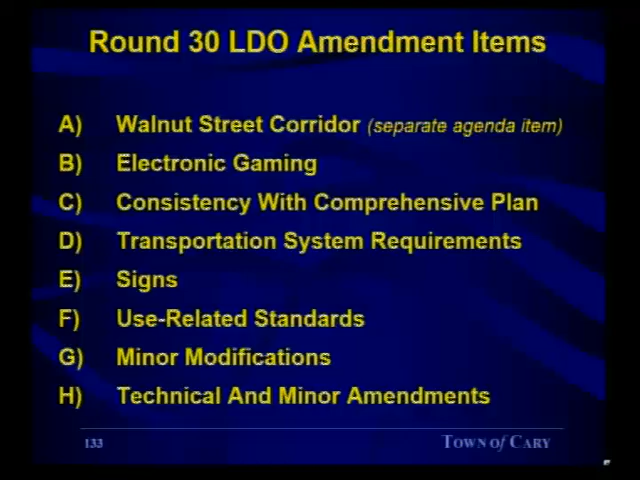 Round 30 LDO Amendment Items
A) Walnut Street Corridor (separate agenda item)
B) Electronic Gaming
C) Consistency With Comprehensive Plan
D) Transportation System Requirements
E) Signs
F) Use-Related Standards
G) Minor Modifications
H) Technical And Minor Amendments
133 TOWN of CARY